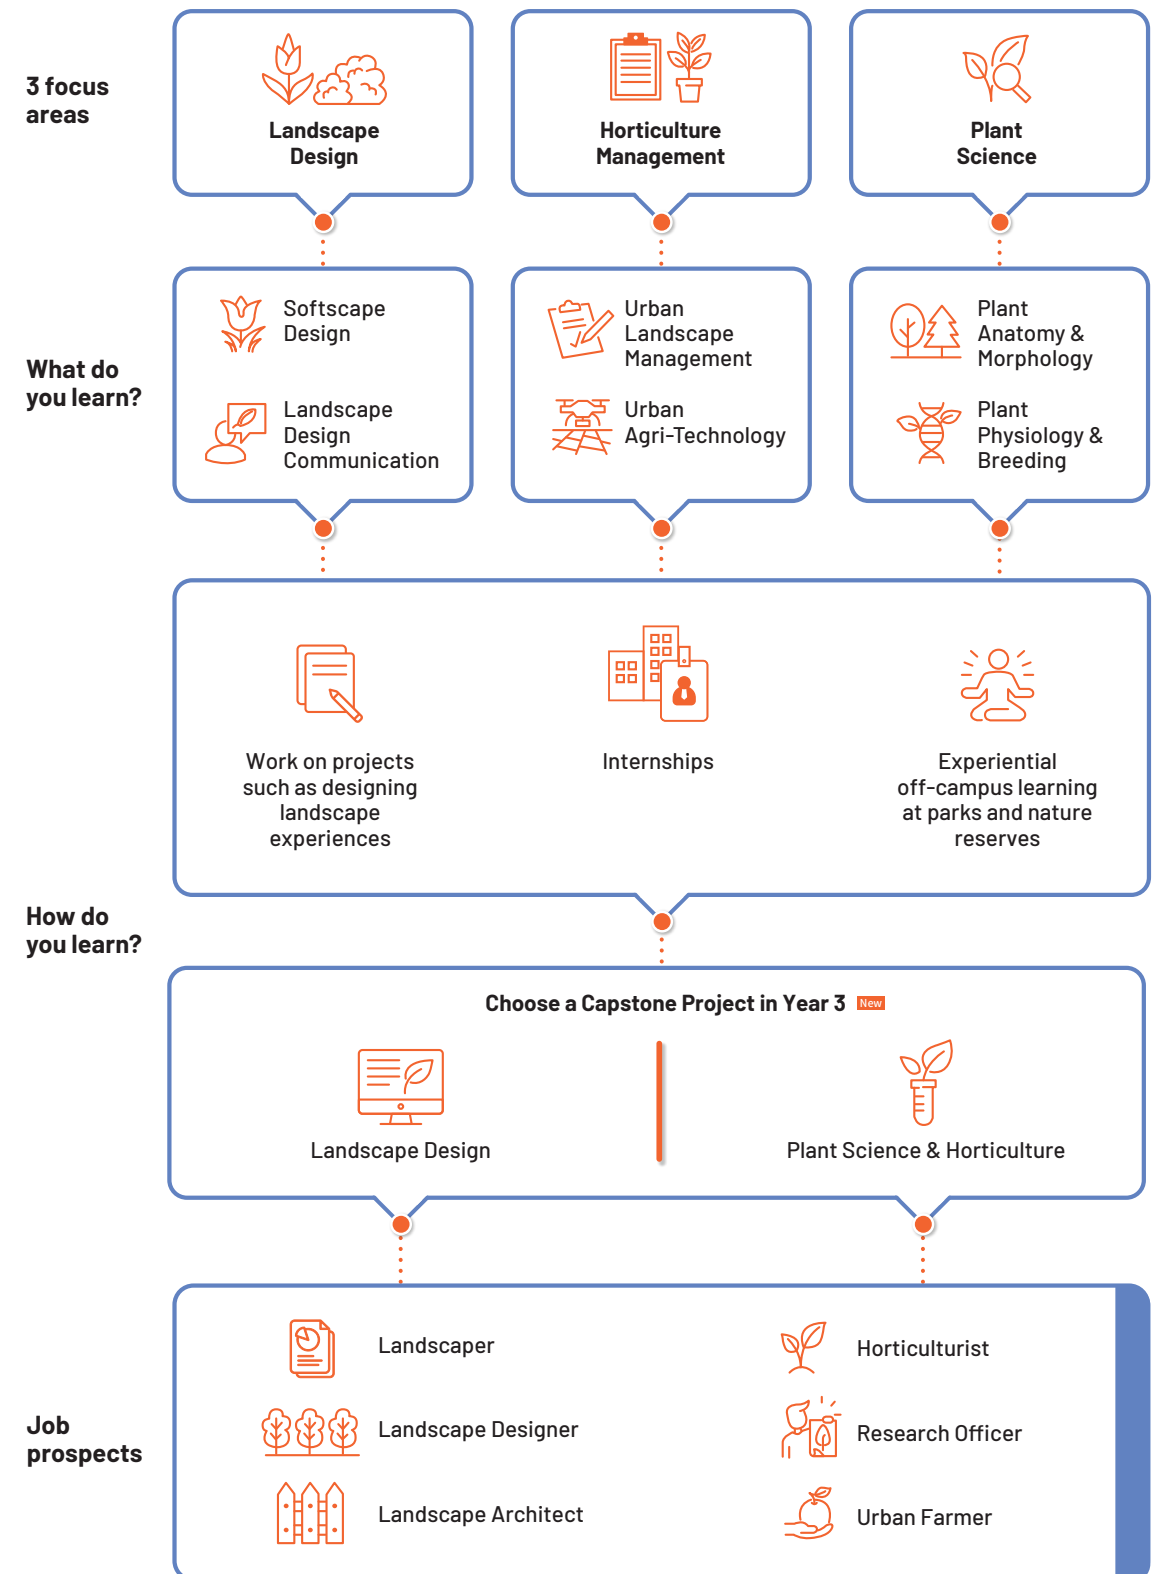 3 focus
areas
Landscape
Design
Horticulture
Management
Plant
Science
What do
you learn?
Softscape
Design
Landscape
Design
Communication
Urban
Landscape
Management
Urban
Agri-Technology
Plant
Anatomy &
Morphology
Plant
Physiology &
Breeding
How do
you learn?
Work on projects
such as designing
landscape
experiences
Internships
Experiential
off-campus learning
at parks and nature
reserves
Choose a Capstone Project in Year 3 New
Landscape Design
Plant Science & Horticulture
Job
prospects
Landscaper
Landscape Designer
Landscape Architect
Horticulturist
Research Officer
Urban Farmer